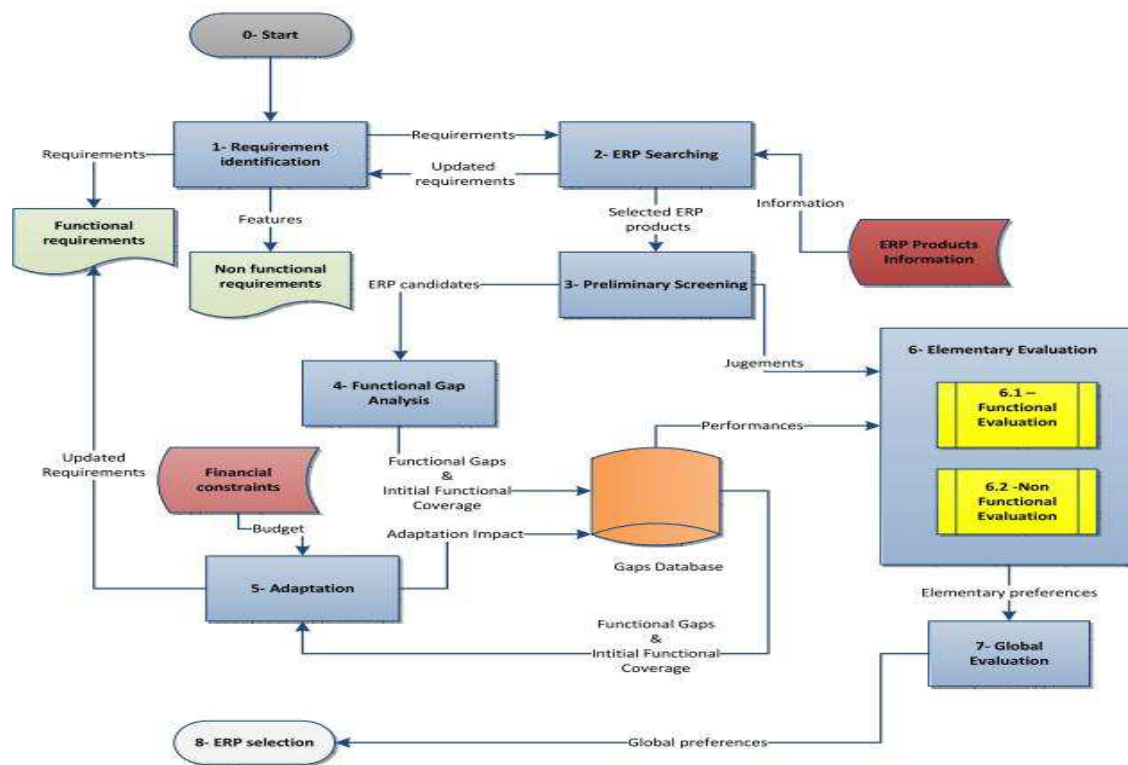 0- Start
1- Requirement
identification
Requirements
Requirements
Updated
requirements
2- ERP Searching
Features
Selected ERP
products
Information
Functional
requirements
Non functional
requirements
ERP Products
Information
3- Preliminary Screening
ERP candidates
Jugements
4- Functional Gap
Analysis
6- Elementary Evaluation
6.1 –
Functional
Evaluation
6.2 -Non
Functional
Evaluation
Performances
Updated
Requirements
Financial
constraints
Functional Gaps
&
Intitial Functional
Coverage
Budget
Adaptation Impact
Gaps Database
5- Adaptation
Elementary preferences
Functional Gaps
&
Intitial Functional
Coverage
7- Global
Evaluation
8- ERP selection
Global preferences